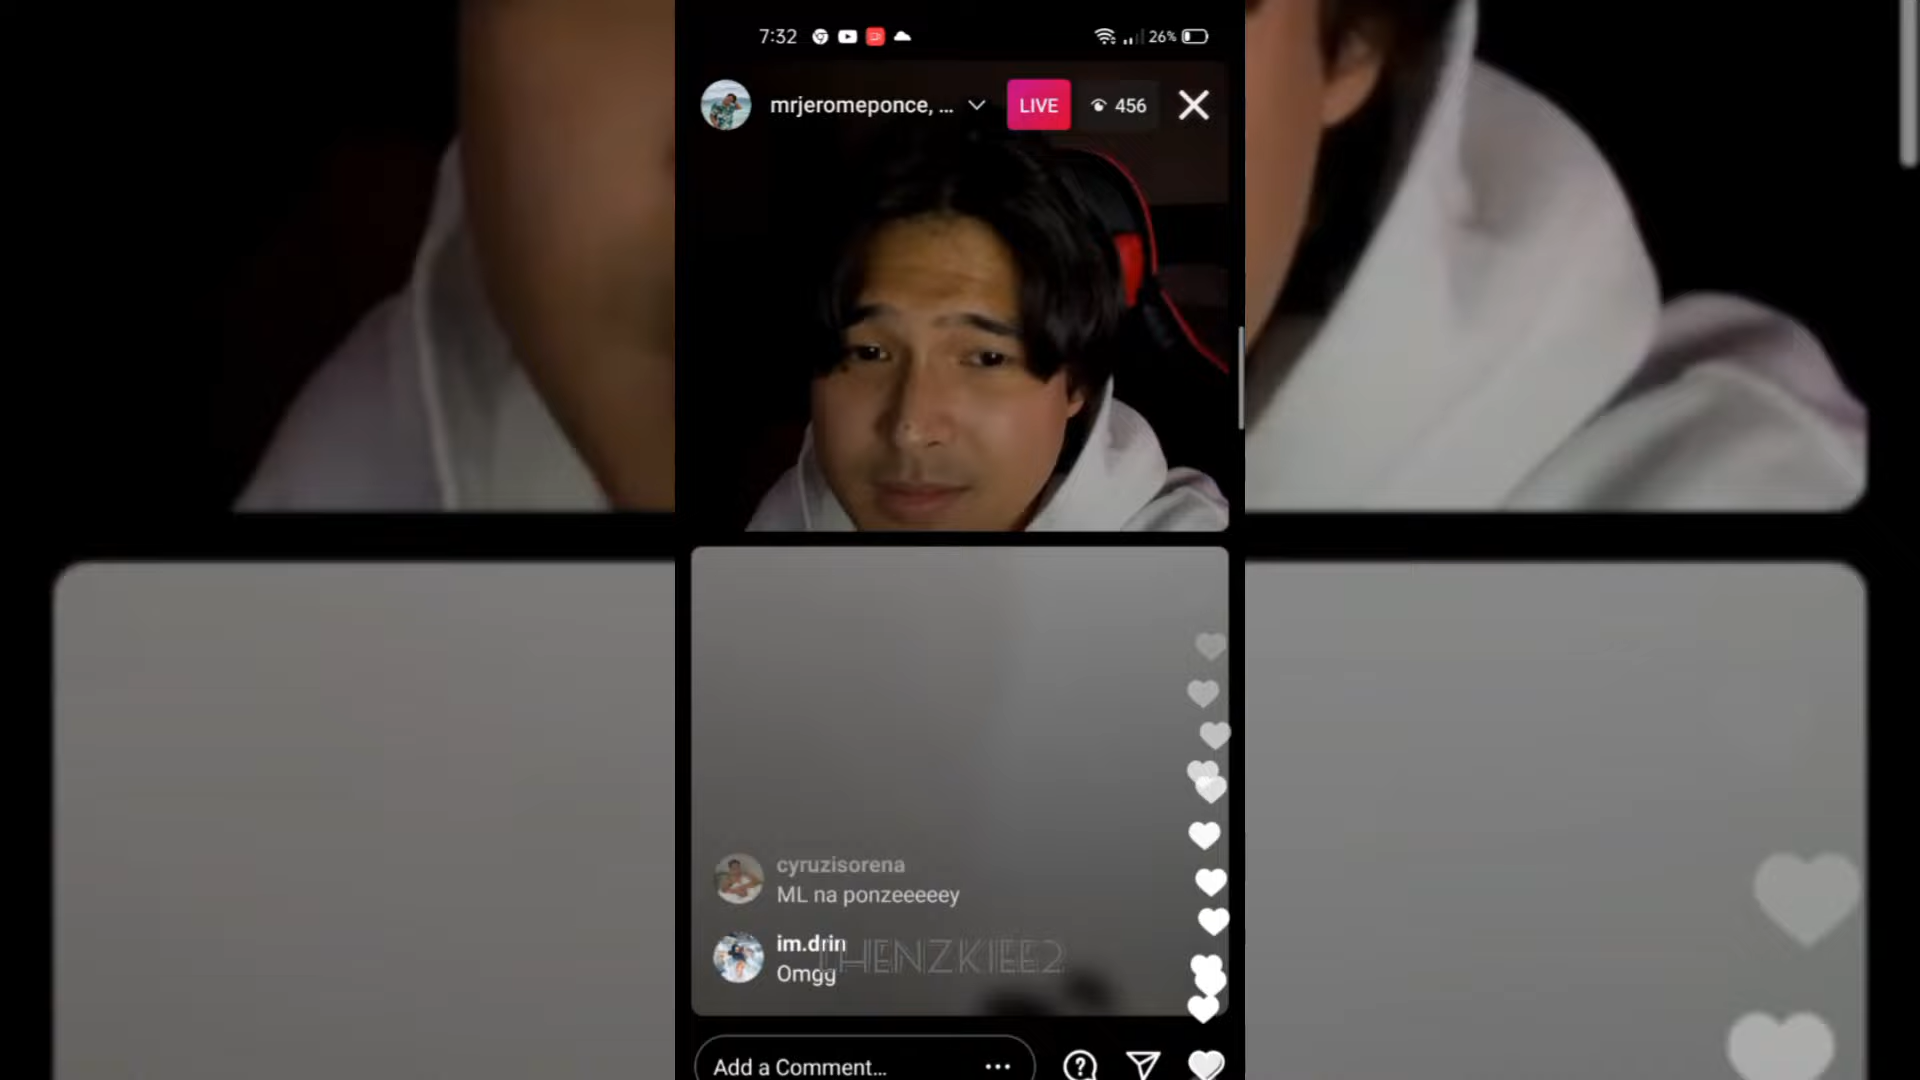 7:32
26%
mrjeromeponce, ...
LIVE
456
cyruzisorena
ML na ponzeeeeey
im.drin
Omgg
HENZKIEE2
Add a Comment...